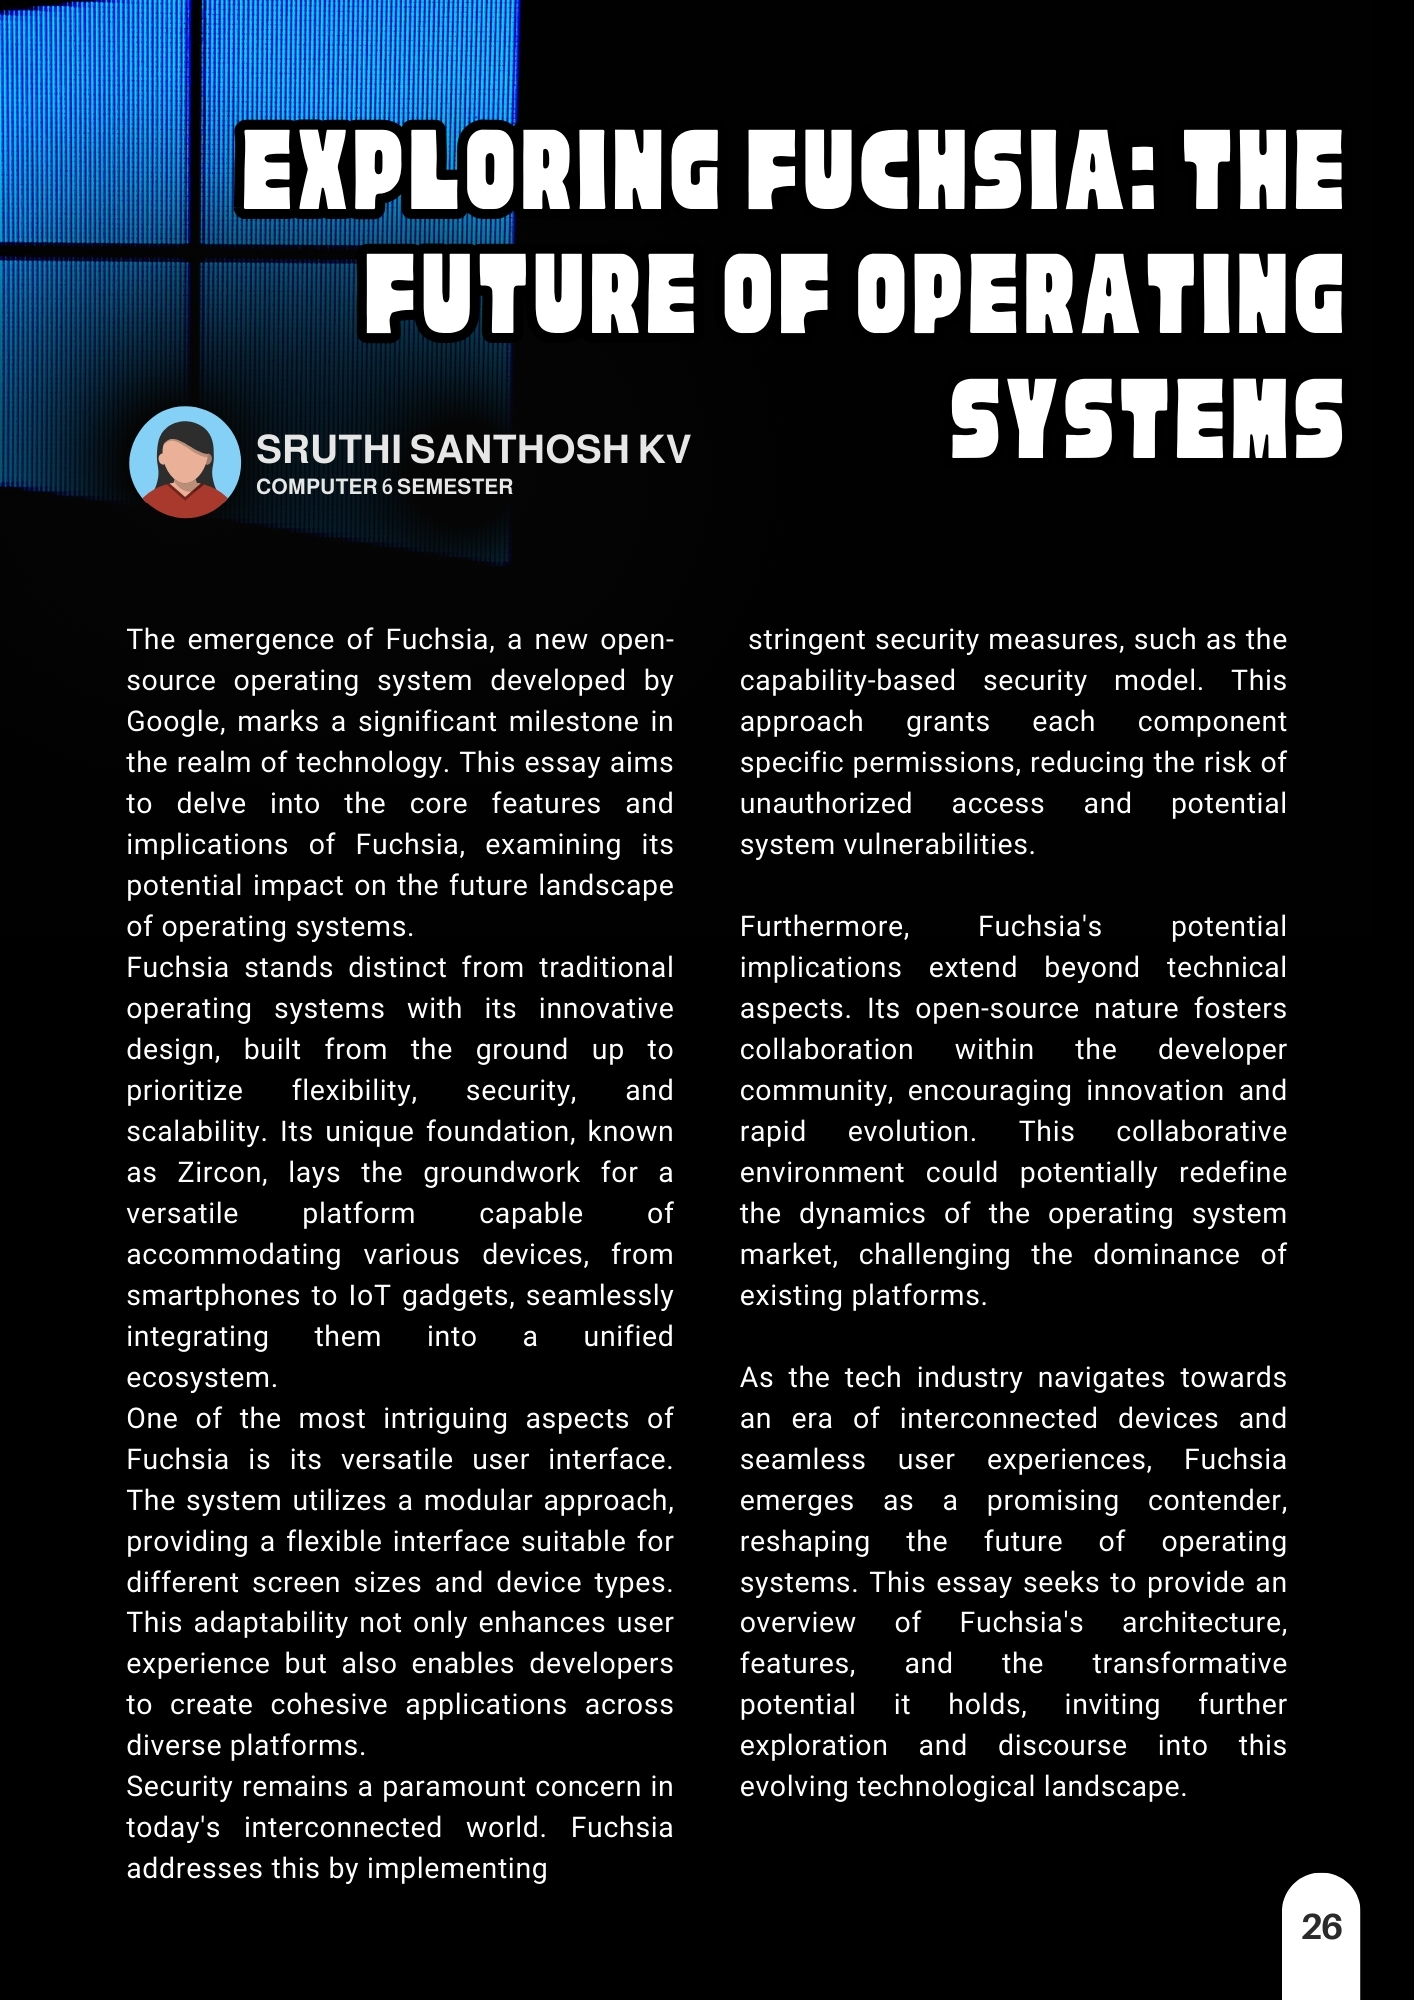 EXPLORING FUCHSIA: THE
FUTURE OF OPERATING
SYSTEMS
SRUTHI SANTHOSH KV
COMPUTER 6 SEMESTER
The emergence of Fuchsia, a new open-
source operating system developed by
Google, marks a significant milestone in
the realm of technology. This essay aims
to delve into the core features and
implications of Fuchsia, examining its
potential impact on the future landscape
of operating systems.
Fuchsia stands distinct from traditional
operating systems with its innovative
design, built from the ground up to
prioritize flexibility, security, and
scalability. Its unique foundation, known
as Zircon, lays the groundwork for a
versatile platform capable of
accommodating various devices, from
smartphones to IoT gadgets, seamlessly
integrating them into a unified
ecosystem.
One of the most intriguing aspects of
Fuchsia is its versatile user interface.
The system utilizes a modular approach,
providing a flexible interface suitable for
different screen sizes and device types.
This adaptability not only enhances user
experience but also enables developers
to create cohesive applications across
diverse platforms.
Security remains a paramount concern in
today's interconnected world. Fuchsia
addresses this by implementing
stringent security measures, such as the
capability-based security model. This
approach grants each component
specific permissions, reducing the risk of
unauthorized access and potential
system vulnerabilities.
Furthermore, Fuchsia's potential
implications extend beyond technical
aspects. Its open-source nature fosters
collaboration within the developer
community, encouraging innovation and
rapid evolution. This collaborative
environment could potentially redefine
the dynamics of the operating system
market, challenging the dominance of
existing platforms.
As the tech industry navigates towards
an era of interconnected devices and
seamless user experiences, Fuchsia
emerges as a promising contender,
reshaping the future of operating
systems. This essay seeks to provide an
overview of Fuchsia's architecture,
features, and the transformative
potential it holds, inviting further
exploration and discourse into this
evolving technological landscape.
26